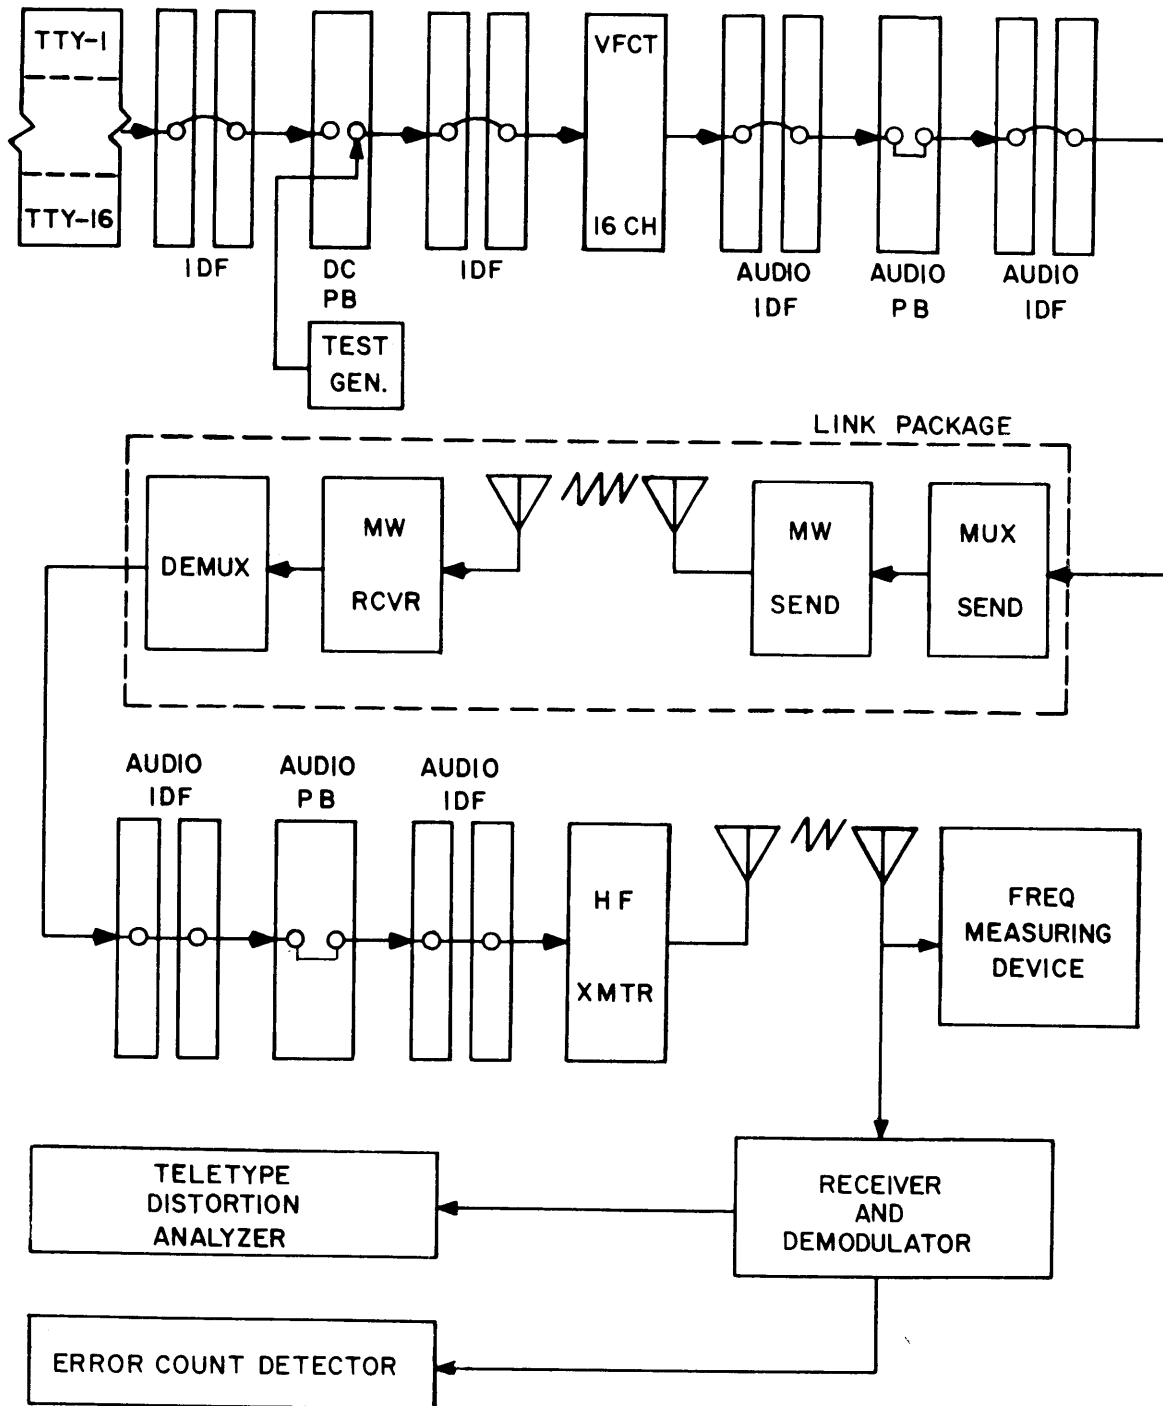 TTY-1
TTY-16
IDF
DC
PB
IDF
VFCT
16 CH
AUDIO
IDF
AUDIO
PB
AUDIO
IDF
TEST
GEN.
LINK PACKAGE
DEMUX
MW
RCVR
MW
SEND
MUX
SEND
AUDIO
IDF
AUDIO
PB
AUDIO
IDF
HF
XMTR
FREQ
MEASURING
DEVICE
TELETYPE
DISTORTION
ANALYZER
RECEIVER
AND
DEMODULATOR
ERROR COUNT DETECTOR